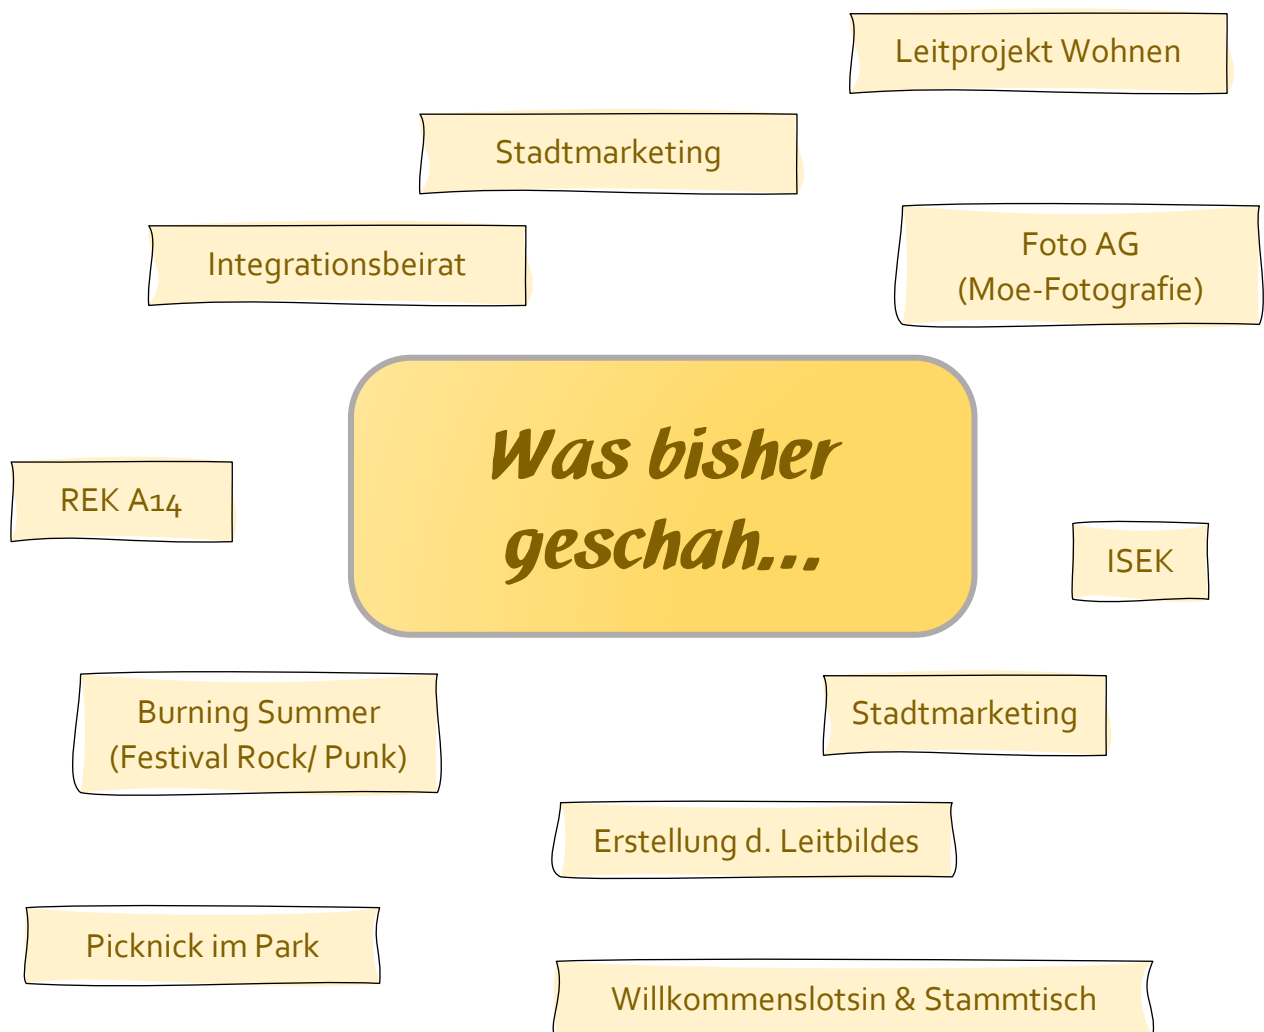 Leitprojekt Wohnen
Stadtmarketing
Integrationsbeirat
Foto AG
(Moe-Fotografie)
Was bisher
geschah...
REK A14
ISEK
Burning Summer
(Festival Rock/ Punk)
Stadtmarketing
Erstellung d. Leitbildes
Picknick im Park
Willkommenslotsin & Stammtisch